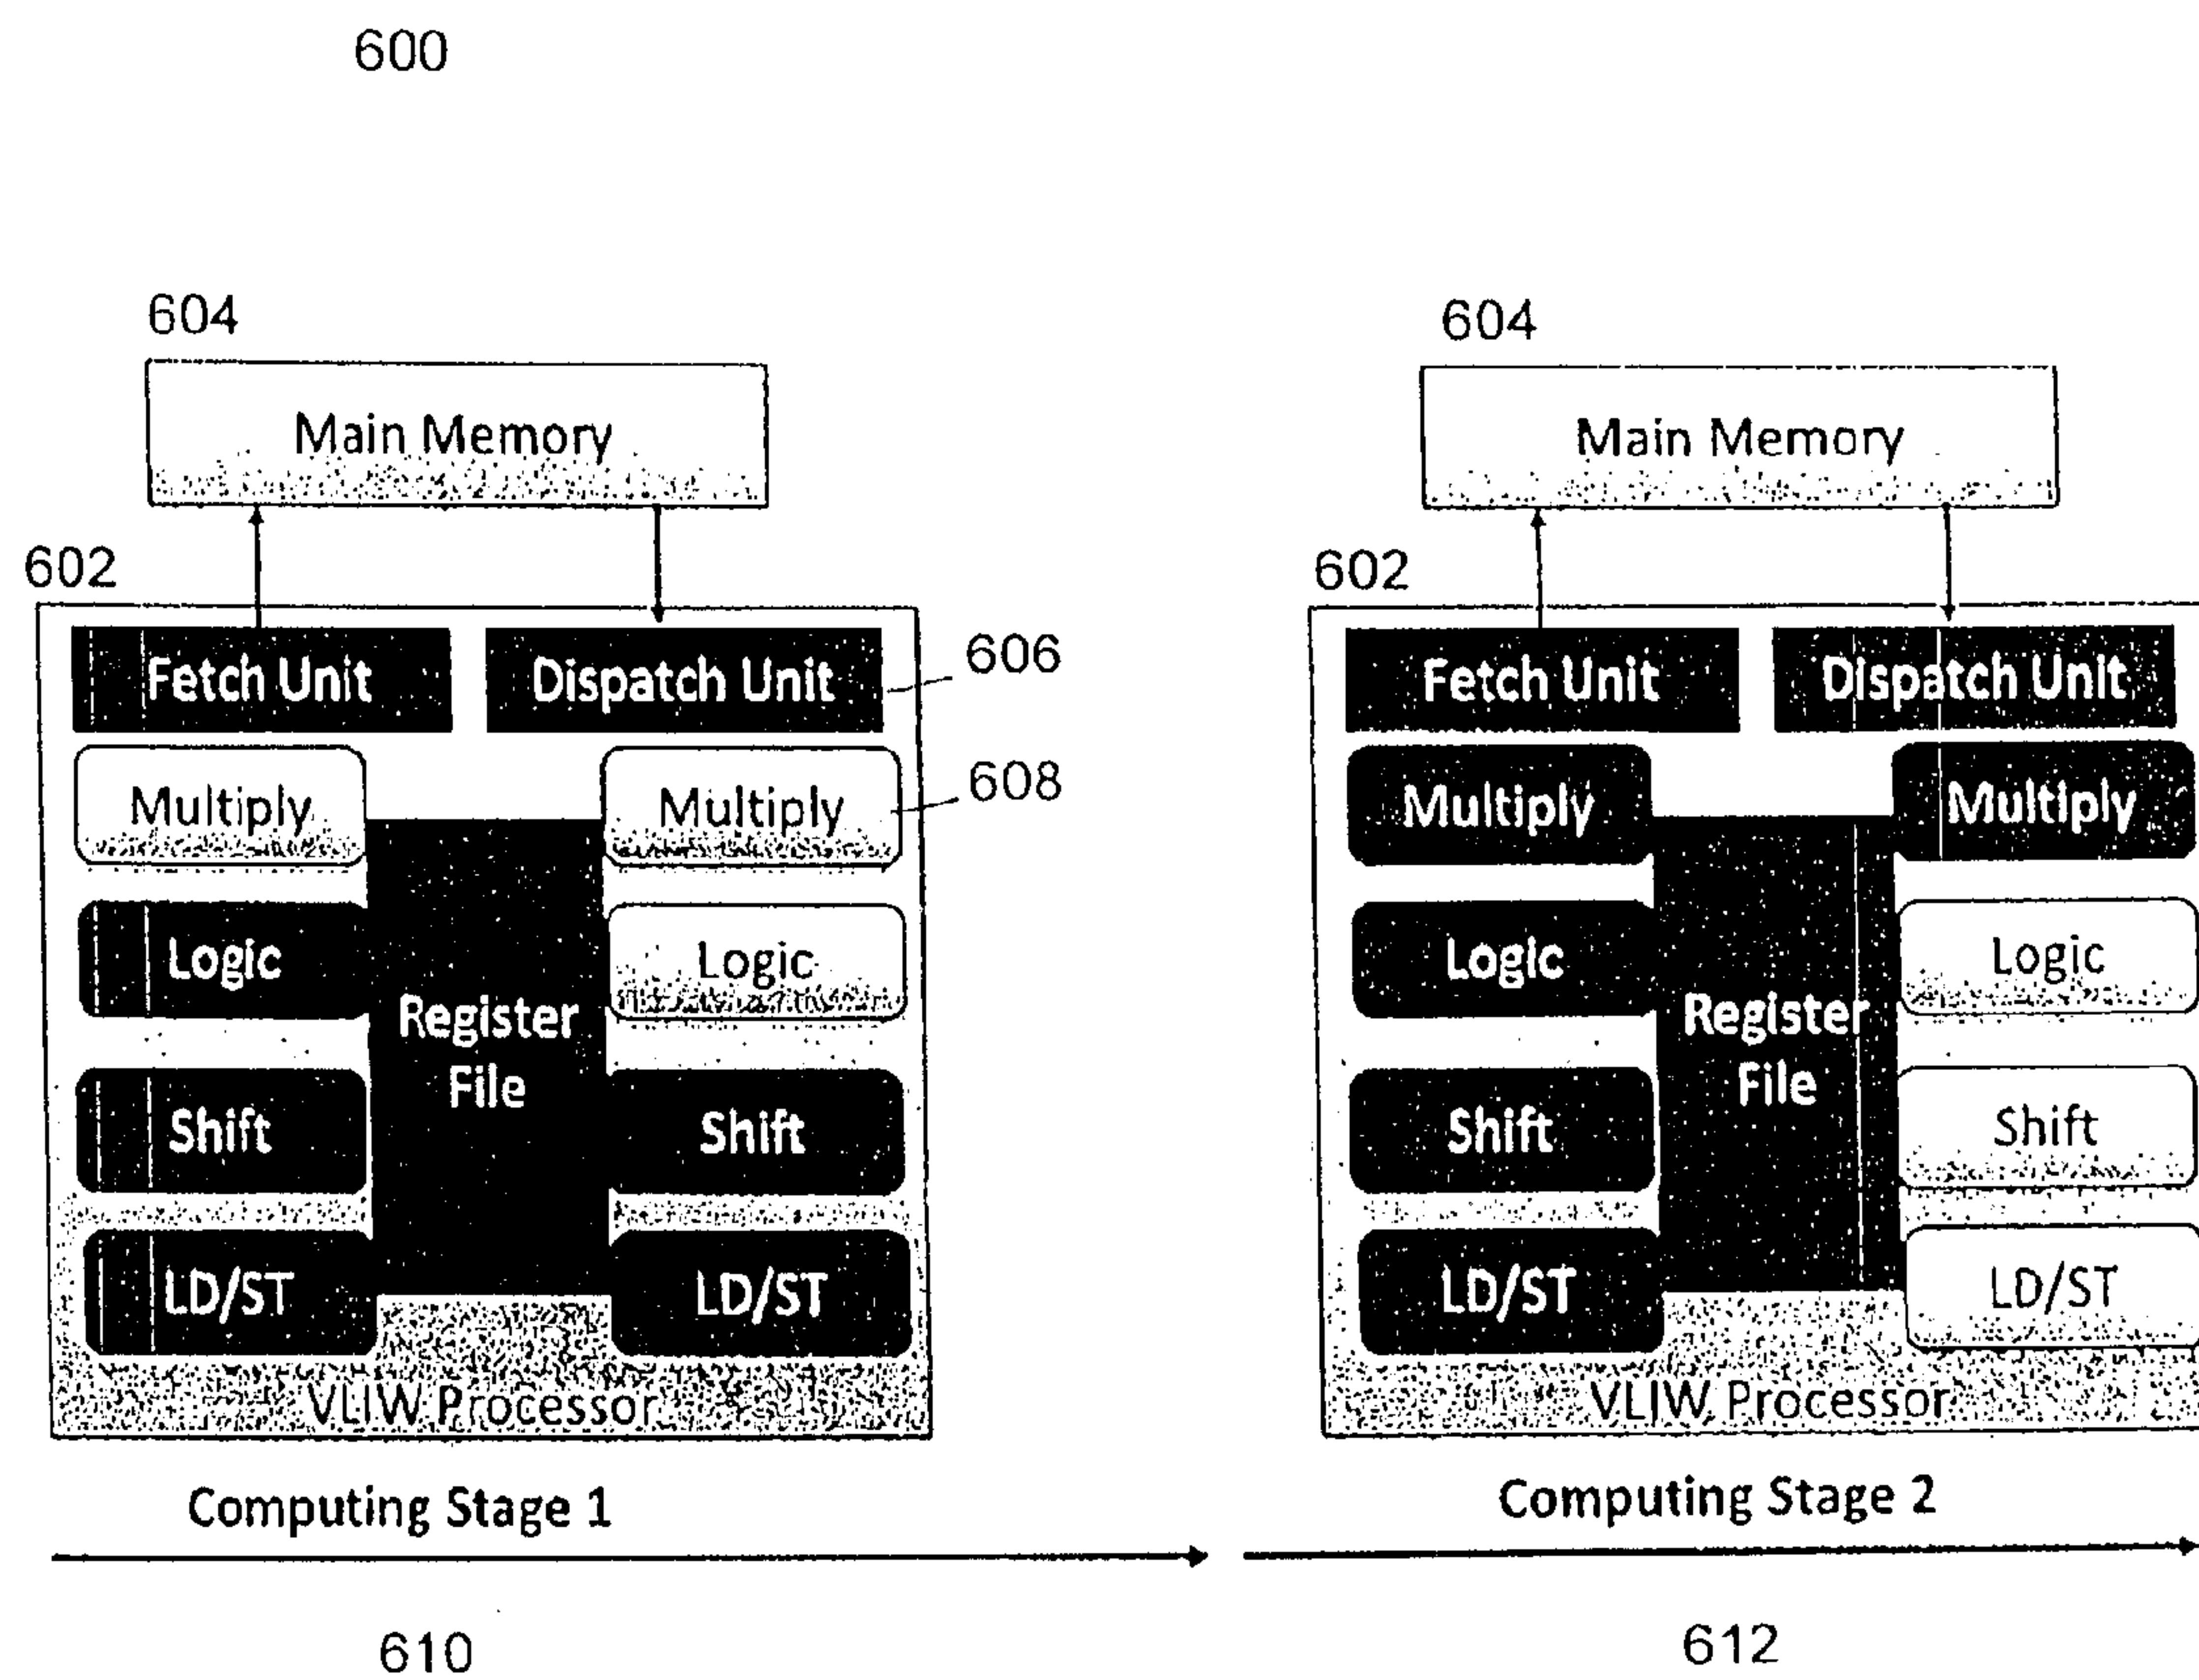 600
604
Main Memory
602
Fetch Unit
Dispatch Unit
606
Multiply
Multiply
608
Logic
Logic
Register
File
Shift
Shift
LD/ST
LD/ST
VLIW Processor
Computing Stage 1
610
604
Main Memory
602
Fetch Unit
Dispatch Unit
Multiply
Multiply
Logic
Logic
Register
File
Shift
Shift
LD/ST
LD/ST
VLIW Processor
Computing Stage 2
612